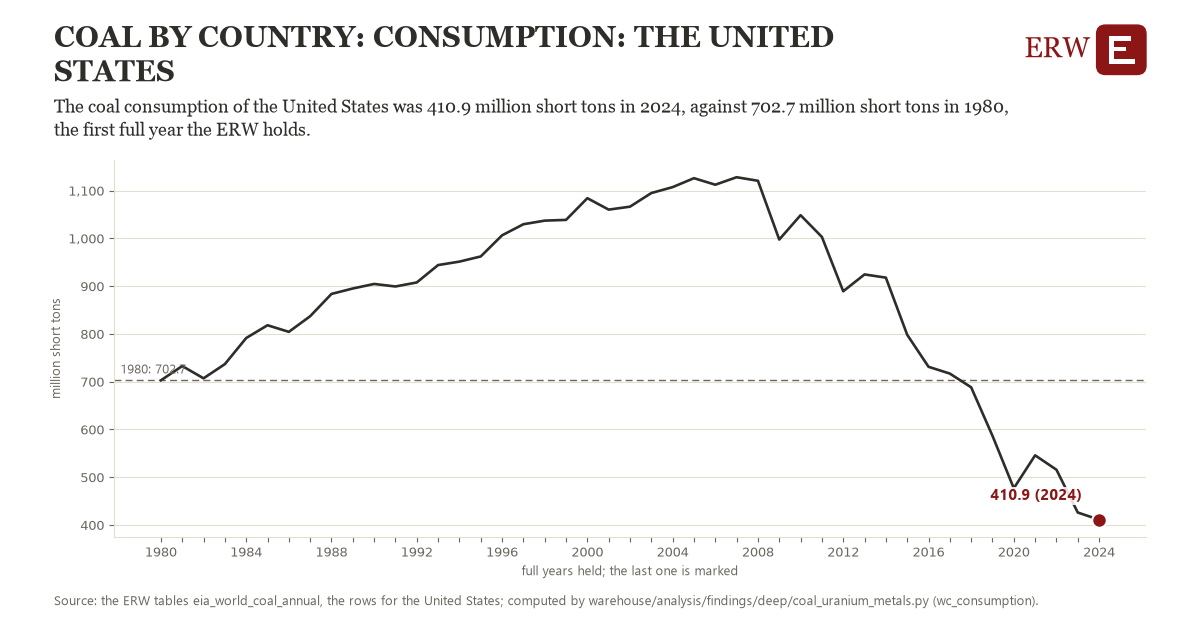 COAL BY COUNTRY: CONSUMPTION: THE UNITED
STATES
ERW E
The coal consumption of the United States was 410.9 million short tons in 2024, against 702.7 million short tons in 1980,
the first full year the ERW holds.
million short tons
1,100
1,000
900
800
700
600
500
400
1980: 702.7
410.9 (2024)
1980 1984 1988 1992 1996 2000 2004 2008 2012 2016 2020 2024
full years held; the last one is marked
Source: the ERW tables eia_world_coal_annual, the rows for the United States; computed by warehouse/analysis/findings/deep/coal_uranium_metals.py (wc_consumption).